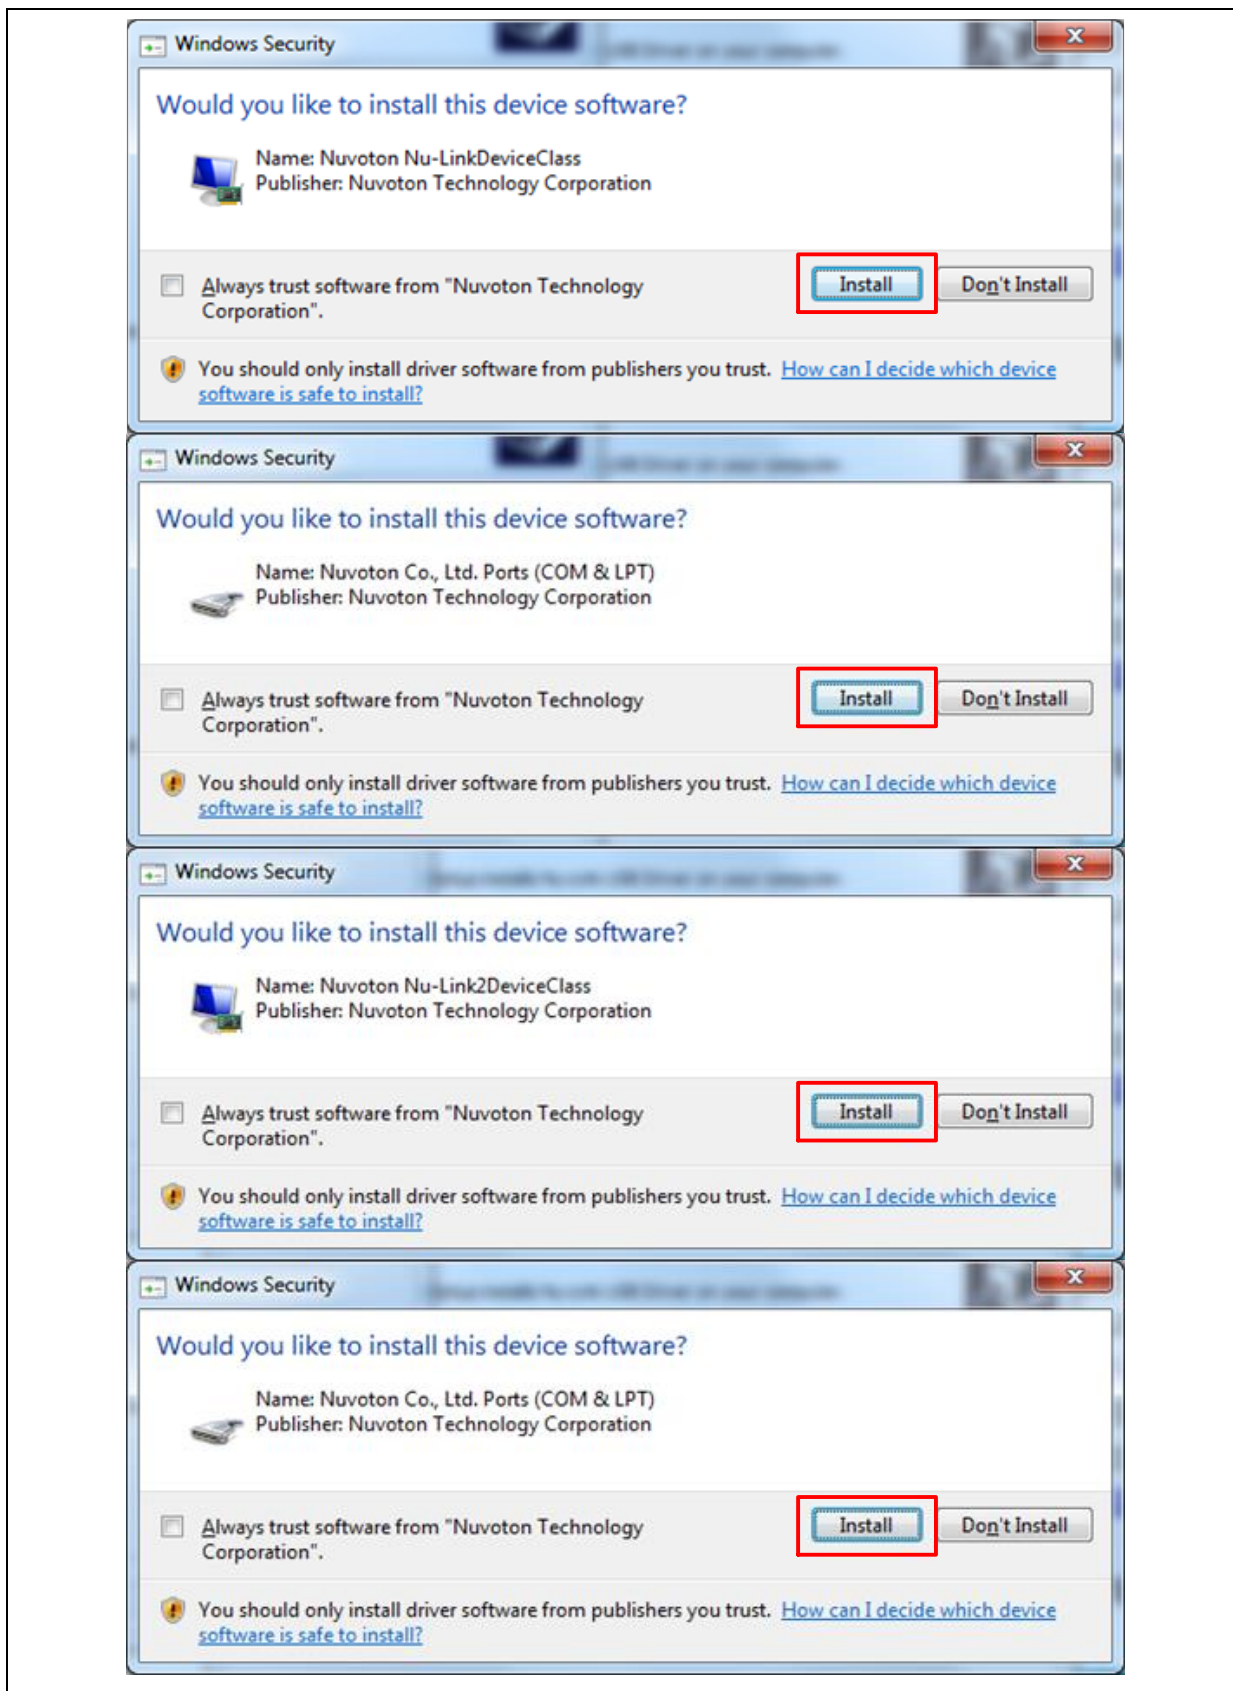 Windows Security
x
Would you like to install this device software?
Name: Nuvoton Nu-LinkDeviceClass
Publisher: Nuvoton Technology Corporation
Always trust software from "Nuvoton Technology
Corporation".
Install
Don't Install
You should only install driver software from publishers you trust. How can I decide which device
software is safe to install?
Windows Security
x
Would you like to install this device software?
Name: Nuvoton Co., Ltd. Ports (COM & LPT)
Publisher: Nuvoton Technology Corporation
Always trust software from "Nuvoton Technology
Corporation".
Install
Don't Install
You should only install driver software from publishers you trust. How can I decide which device
software is safe to install?
Windows Security
x
Would you like to install this device software?
Name: Nuvoton Nu-Link2DeviceClass
Publisher: Nuvoton Technology Corporation
Always trust software from "Nuvoton Technology
Corporation".
Install
Don't Install
You should only install driver software from publishers you trust. How can I decide which device
software is safe to install?
Windows Security
x
Would you like to install this device software?
Name: Nuvoton Co., Ltd. Ports (COM & LPT)
Publisher: Nuvoton Technology Corporation
Always trust software from "Nuvoton Technology
Corporation".
Install
Don't Install
You should only install driver software from publishers you trust. How can I decide which device
software is safe to install?